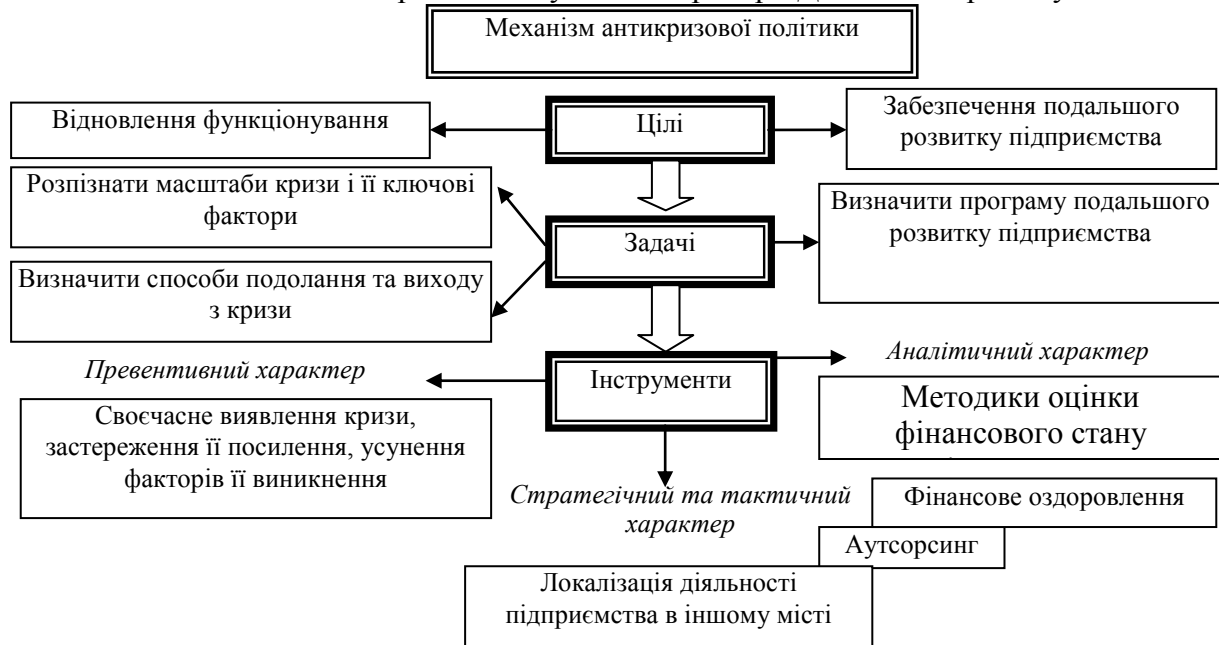 Механізм антикризової політики
Відновлення функціонування
Цілі
Забезпечення подальшого
розвитку підприємства
Розпізнати масштаби кризи і її ключові
фактори
Задачі
Визначити програму подальшого
розвитку підприємства
Визначити способи подолання та виходу
з кризи
Превентивний характер
Інструменти
Аналітичний характер
Своєчасне виявлення кризи,
застереження її посилення, усунення
факторів її виникнення
Методики оцінки
фінансового стану
Стратегічний та тактичний
характер
Фінансове оздоровлення
Аутсорсинг
Локалізація діяльності
підприємства в іншому місті